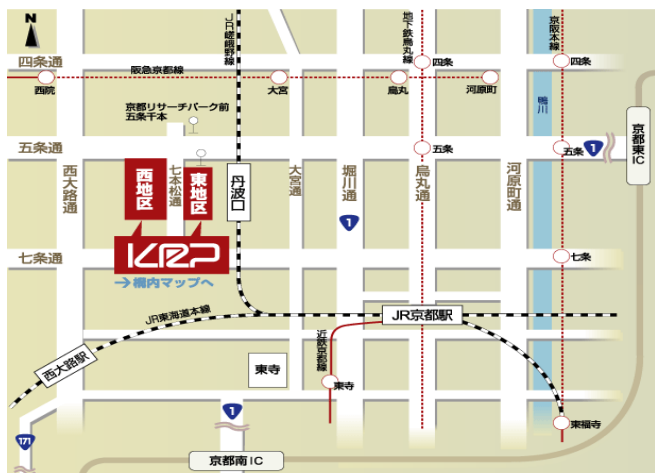 N
JR嵯峨野線
地下鉄烏丸線
京阪本線
四条通
阪急京都線
四条
四条
西院
大宮
烏丸
河原町
京都リサーチパーク前
五条千本
鴨川
京都東IC
五条通
五条
五条
1
西大路通
西地区
七本松通
東地区
丹波口
大宮通
堀川通
烏丸通
河原町通
1
七条通
KRP
七条
→構内マップへ
JR東海道本線
JR京都駅
西大路駅
近鉄京都線
東寺
東寺
1
東福寺
171
京都南IC